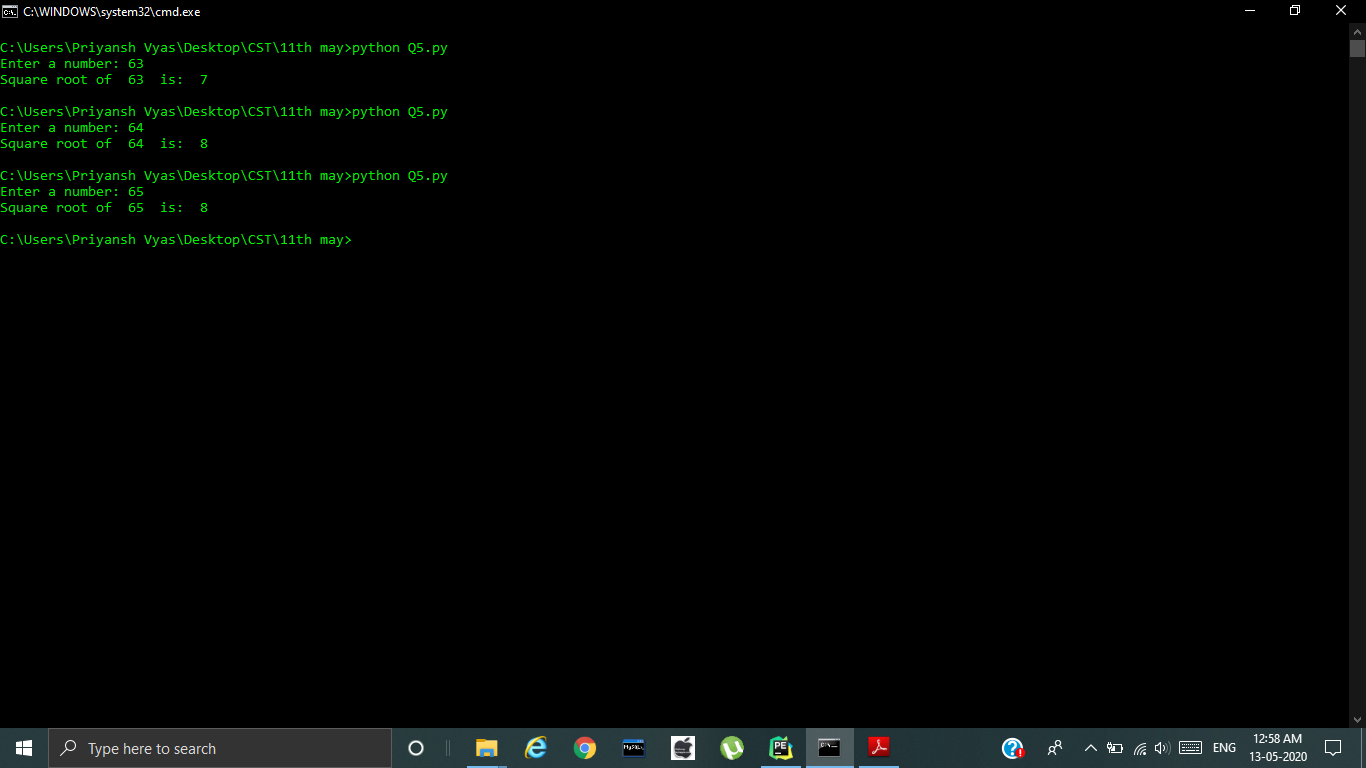 C:\WINDOWS\system32\cmd.exe
C:\Users\Priyansh Vyas\Desktop\CST\11th may>python Q5.py
Enter a number: 63
Square root of  63  is:  7
C:\Users\Priyansh Vyas\Desktop\CST\11th may>python Q5.py
Enter a number: 64
Square root of  64  is:  8
C:\Users\Priyansh Vyas\Desktop\CST\11th may>python Q5.py
Enter a number: 65
Square root of  65  is:  8
C:\Users\Priyansh Vyas\Desktop\CST\11th may>
Type here to search
MySQL
PE
ENG
12:58 AM
13-05-2020